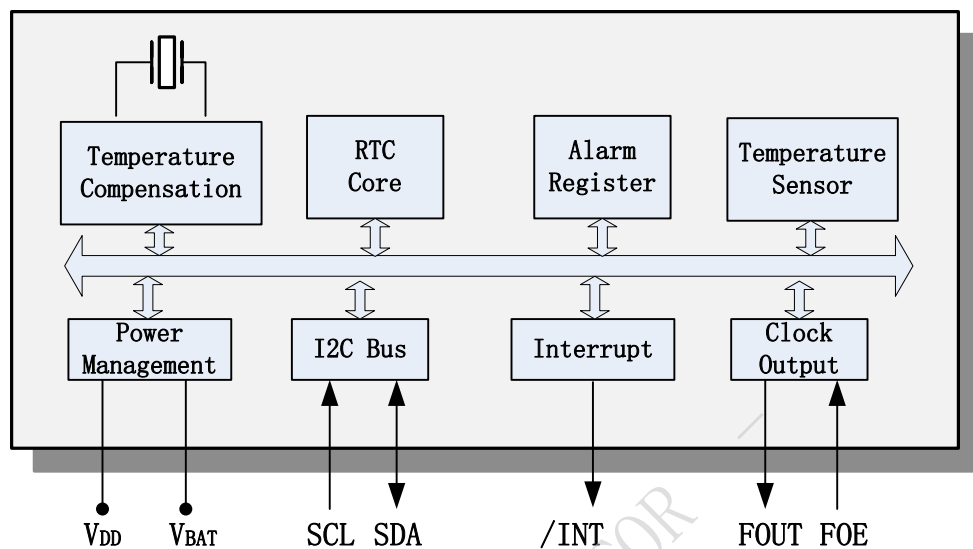 Temperature
Compensation
RTC
Core
Alarm
Register
Temperature
Sensor
Power
Management
I2C Bus
Interrupt
Clock
Output
VDD
VBAT
SCL
SDA
/INT
FOUT
FOE